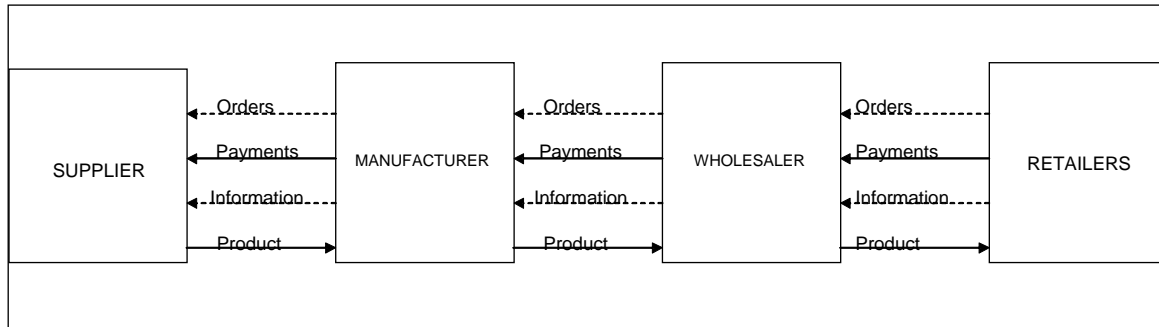 Orders Orders Orders
Payments Payments Payments
SUPPLIER MANUFACTURER WHOLESALER RETAILERS
Information Information Information
Product Product Product